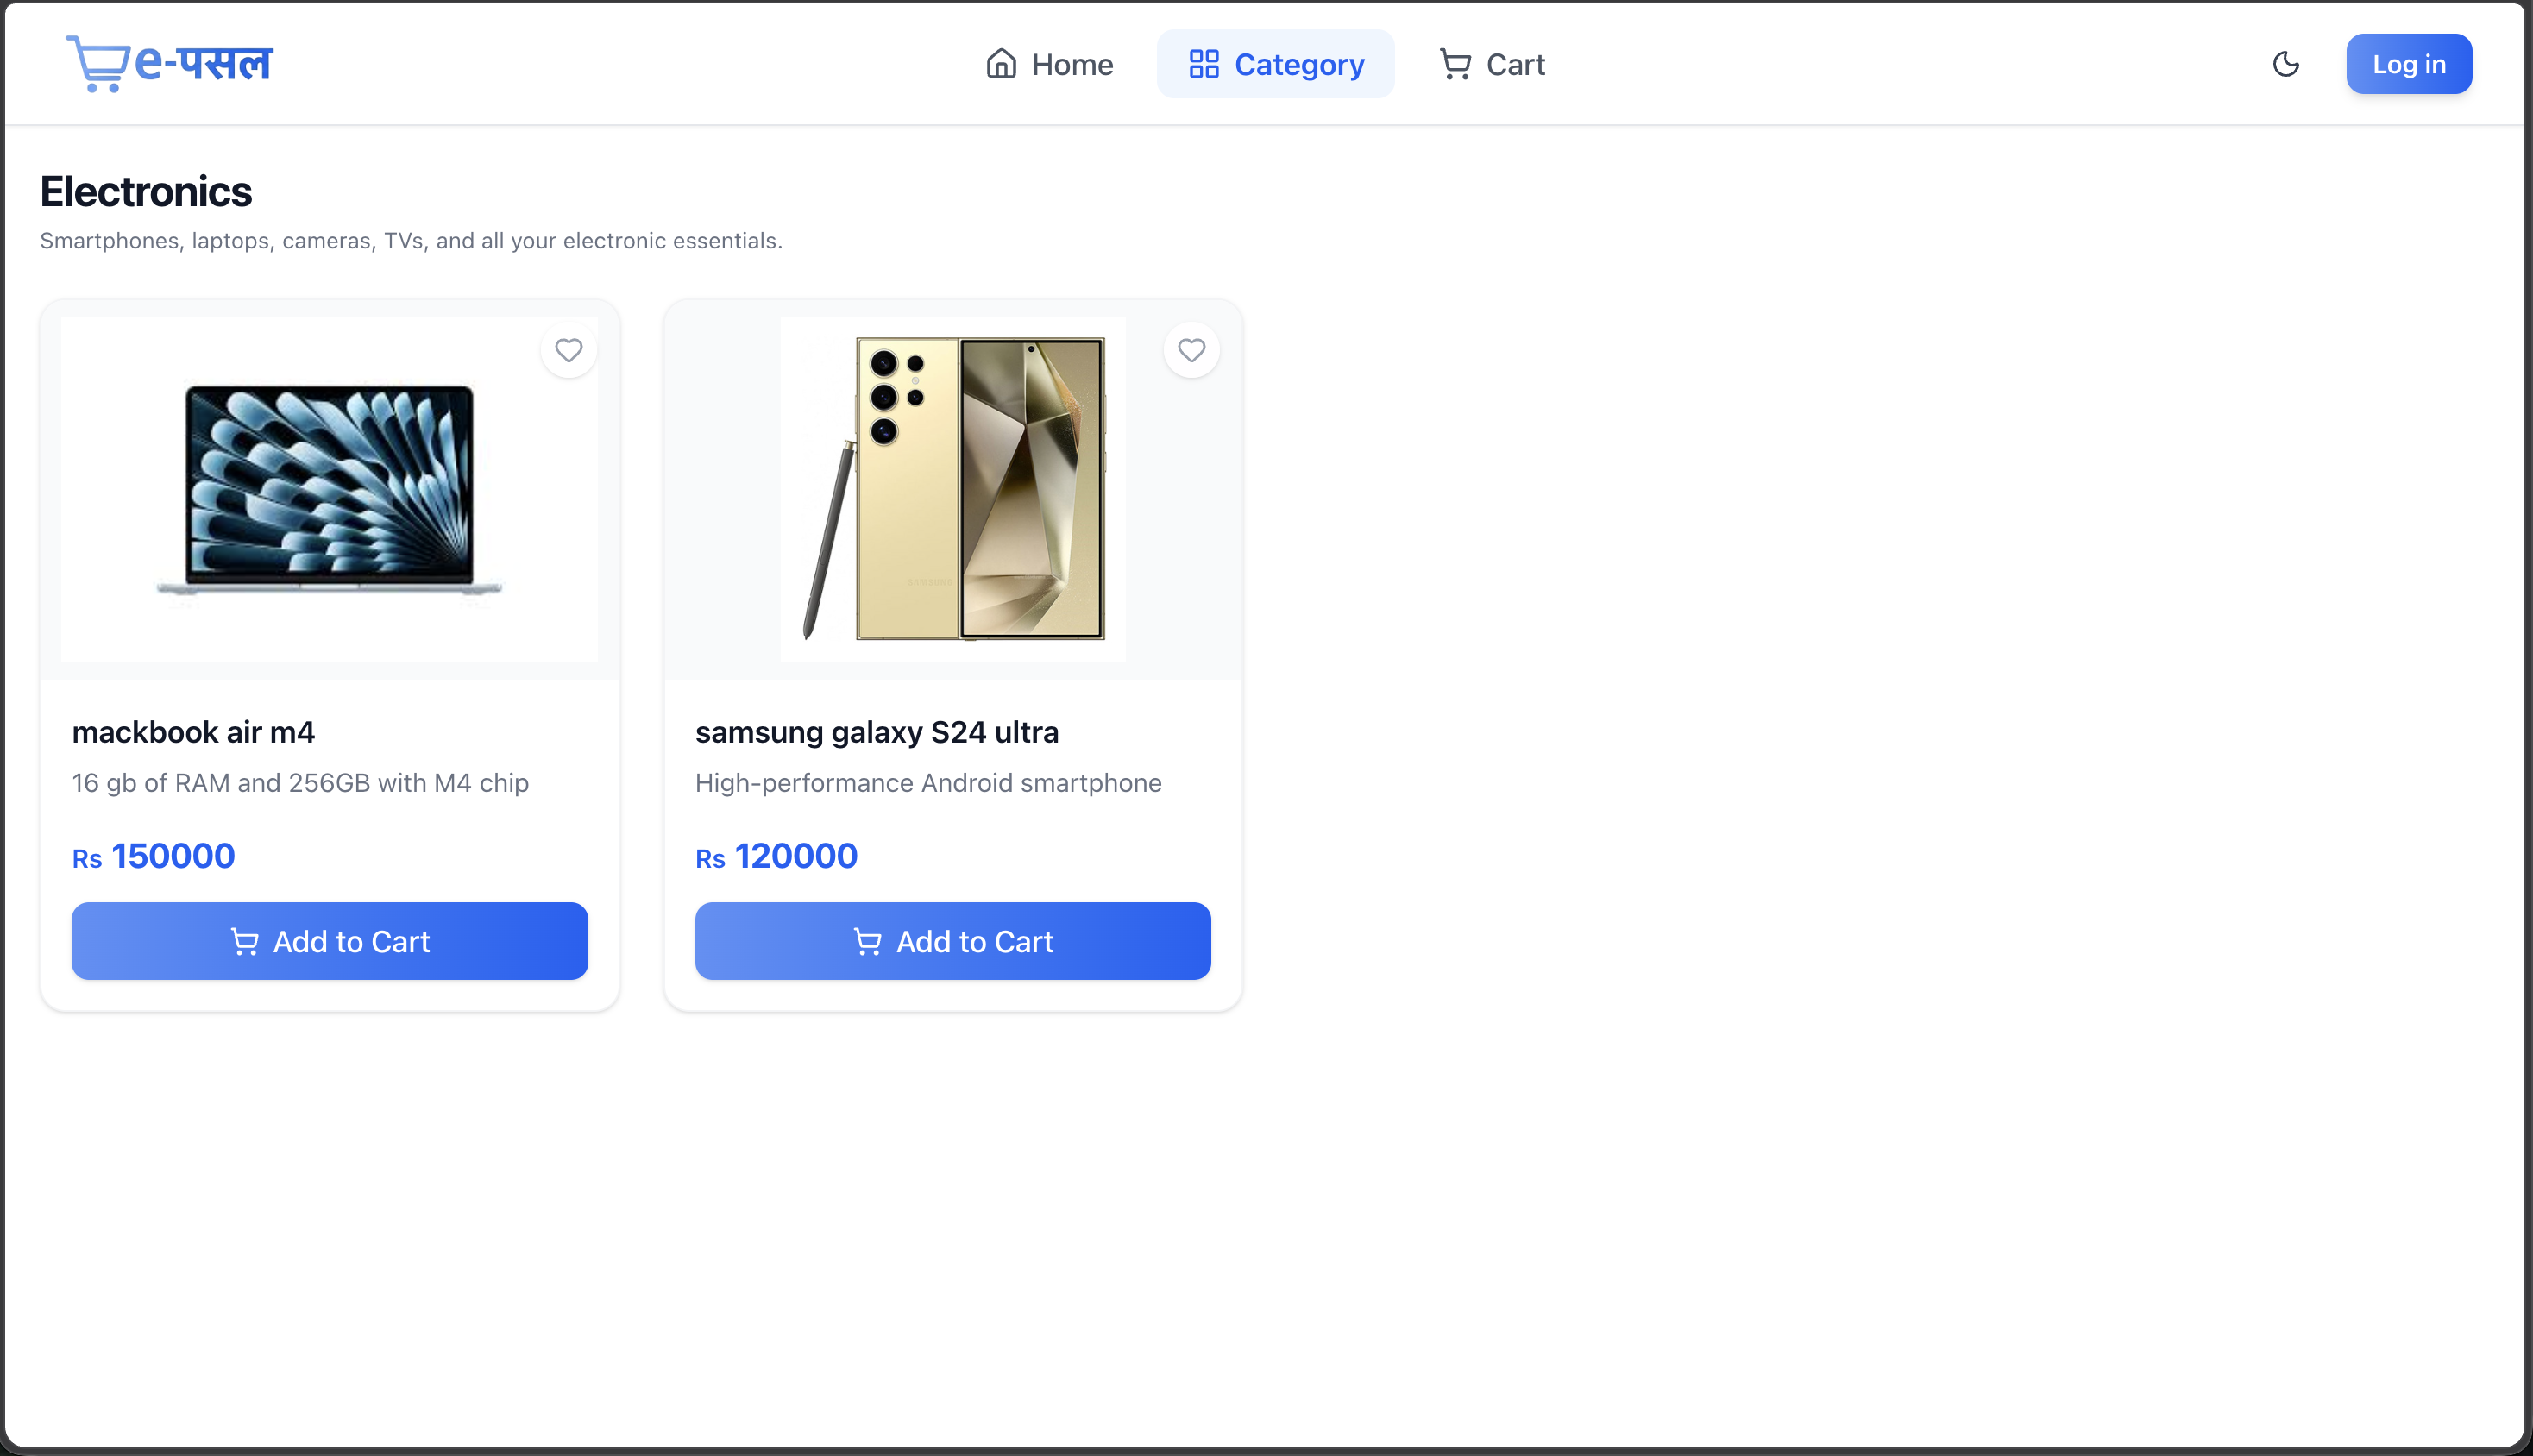 e-पसल
Home
Category
Cart
Log in
Electronics
Smartphones, laptops, cameras, TVs, and all your electronic essentials.
SAMSUNG
mackbook air m4
16 gb of RAM and 256GB with M4 chip
Rs 150000
Add to Cart
samsung galaxy S24 ultra
High-performance Android smartphone
Rs 120000
Add to Cart